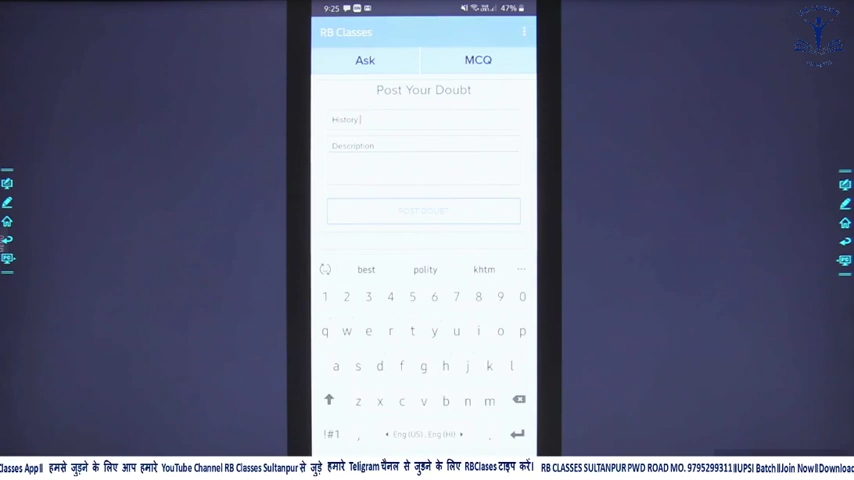 9:25 47%
RB Classes
Ask MCQ
Post Your Doubt
History
Description
POST DOUBT
best polity khtm ...
1 2 3 4 5 6 7 8 9 0
q w e r t y u i o p
a s d f g h j k l
z x c v b n m
!#1 , Eng (US) . Eng (HI) .
Classes App॥ हमसे जुड़ने के लिए आप हमारे YouTube Channel RB Classes Sultanpur से जुड़े हमारे Teligram चैनल से जुडने के लिए RBClases टाइप करें। RB CLASSES SULTANPUR PWD ROAD MO. 9795299311॥UPSI Batch॥Join Now॥Download